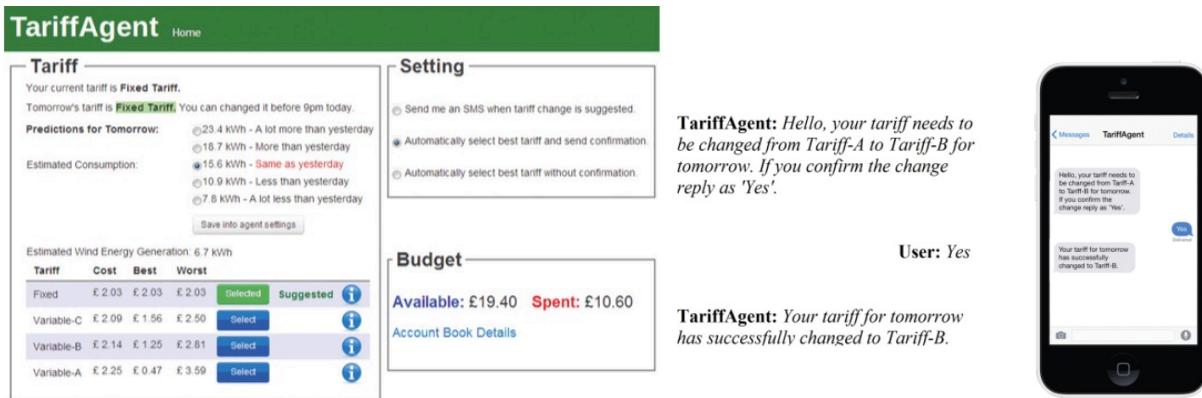 TariffAgent Home
Tariff
Your current tariff is Fixed Tariff.
Tomorrow's tariff is Fixed Tariff. You can changed it before 9pm today.
Predictions for Tomorrow:
23.4 kWh - A lot more than yesterday
18.7 kWh - More than yesterday
Estimated Consumption:
15.6 kWh - Same as yesterday
10.9 kWh - Less than yesterday
7.8 kWh - A lot less than yesterday
Save into agent settings
Estimated Wind Energy Generation: 6.7 kWh
Tariff Cost Best Worst
Fixed £ 2.03 £ 2.03 £ 2.03 Selected Suggested i
Variable-C £ 2.09 £ 1.56 £ 2.50 Select i
Variable-B £ 2.14 £ 1.25 £ 2.81 Select i
Variable-A £ 2.25 £ 0.47 £ 3.59 Select i
Setting
Send me an SMS when tariff change is suggested.
Automatically select best tariff and send confirmation.
Automatically select best tariff without confirmation.
Budget
Available: £19.40 Spent: £10.60
Account Book Details
TariffAgent: Hello, your tariff needs to
be changed from Tariff-A to Tariff-B for
tomorrow. If you confirm the change
reply as 'Yes'.
User: Yes
TariffAgent: Your tariff for tomorrow
has successfully changed to Tariff-B.
Messages TariffAgent Details
Hello, your tariff needs to
be changed from Tariff-A
to Tariff-B for tomorrow.
If you confirm the
change reply as 'Yes'.
Yes
Delivered
Your tariff for tomorrow
has successfully
changed to Tariff-B.